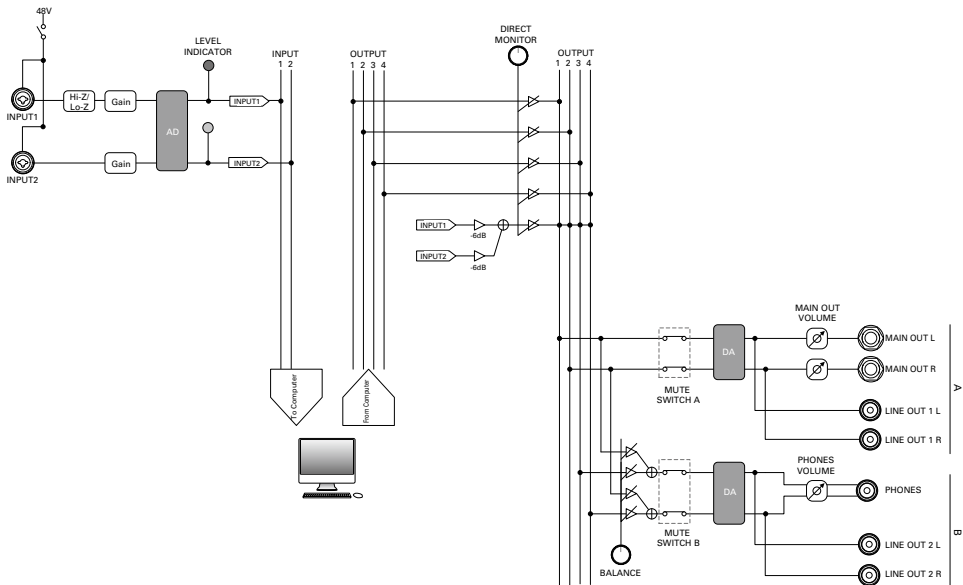 48V
LEVEL
INDICATOR
INPUT
1 2
OUTPUT
1 2 3 4
DIRECT
MONITOR
OUTPUT
1 2 3 4
INPUT1
Hi-Z/
Lo-Z
Gain
AD
INPUT1
INPUT2
Gain
INPUT2
INPUT1
-6dB
INPUT2
-6dB
To Computer
From Computer
MAIN OUT
VOLUME
MUTE
SWITCH A
DA
MAIN OUT L
MAIN OUT R
LINE OUT 1 L
LINE OUT 1 R
A
PHONES
VOLUME
MUTE
SWITCH B
DA
PHONES
LINE OUT 2 L
LINE OUT 2 R
B
BALANCE